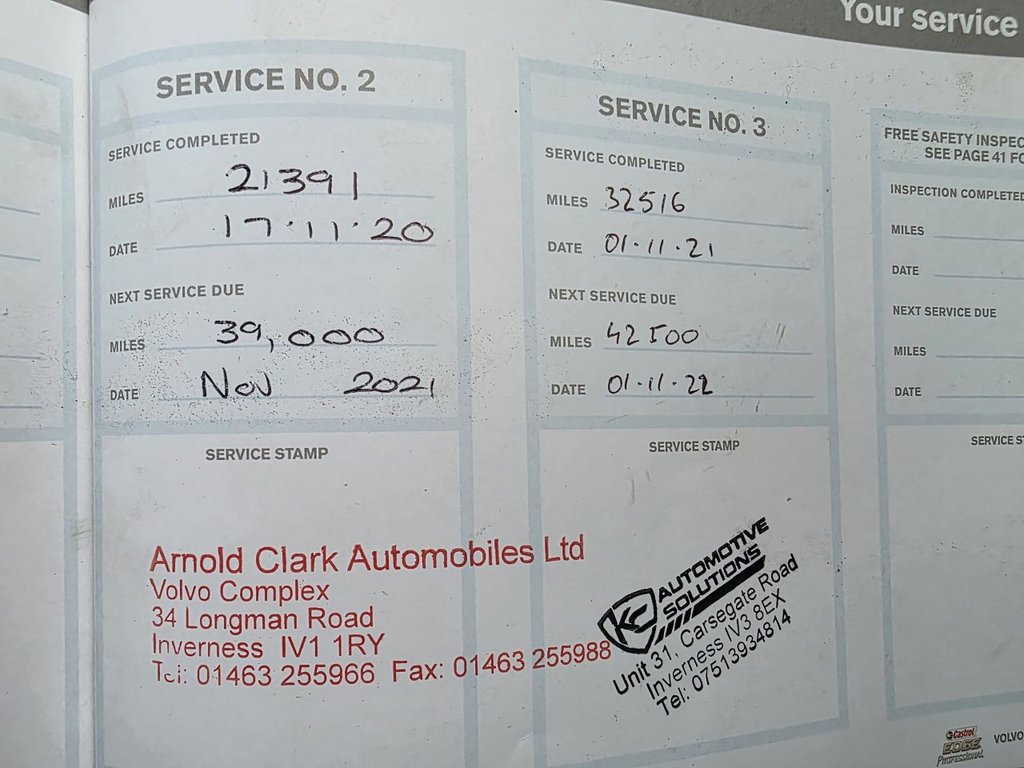 Your service
SERVICE NO. 2
SERVICE COMPLETED
MILES 21391
DATE 17.11.20
NEXT SERVICE DUE
MILES 39,000
DATE Nov 2021
SERVICE STAMP
Arnold Clark Automobiles Ltd
Volvo Complex
34 Longman Road
Inverness IV1 1RY
Tel: 01463 255966 Fax: 01463 255988
SERVICE NO. 3
SERVICE COMPLETED
MILES 32516
DATE 01.11.21
NEXT SERVICE DUE
MILES 42500
DATE 01.11.22
SERVICE STAMP
KC AUTOMOTIVE
SOLUTIONS
Unit 31, Carsegate Road
Inverness IV3 8EX
Tel: 07513934814
FREE SAFETY INSPEC
SEE PAGE 41 FO
INSPECTION COMPLETED
MILES
DATE
NEXT SERVICE DUE
MILES
DATE
SERVICE ST
Castrol
EDGE
Professional
VOLVO